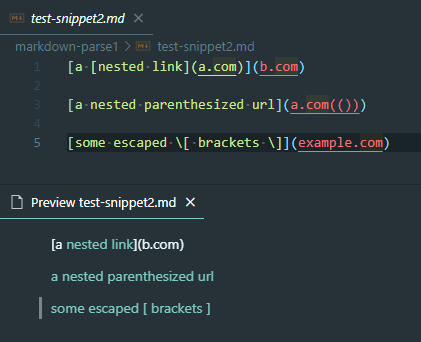 test-snippet2.md
markdown-parse1 > test-snippet2.md
1 [a [nested link](a.com)](b.com)
2
3 [a nested parenthesized url](a.com(()))
4
5 [some escaped \[ brackets \]](example.com)
Preview test-snippet2.md
[a nested link](b.com)
a nested parenthesized url
some escaped [ brackets ]